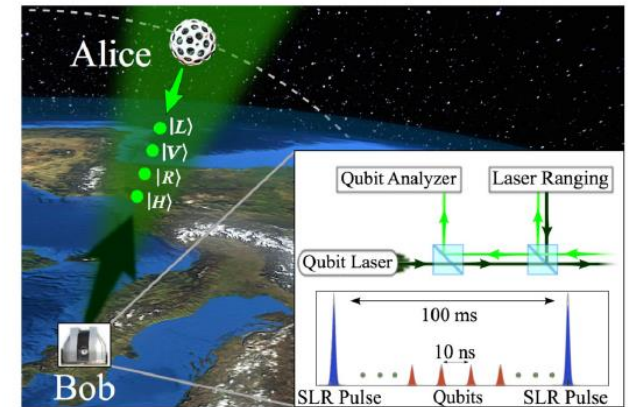 Alice
|L⟩
|V⟩
|R⟩
|H⟩
Bob
Qubit Analyzer
Laser Ranging
Qubit Laser
100 ms
10 ns
SLR Pulse
Qubits
SLR Pulse